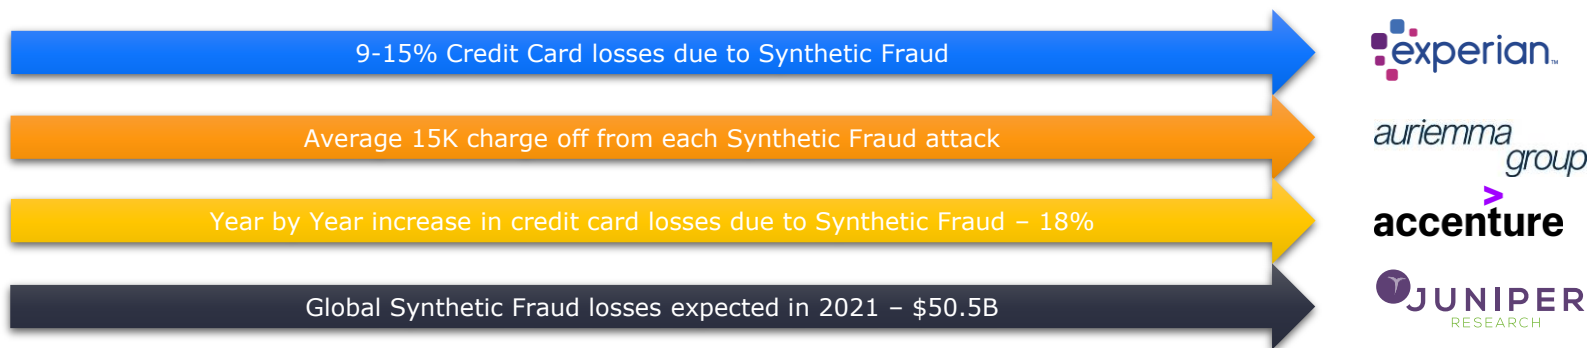 9-15% Credit Card losses due to Synthetic Fraud
experian™
Average 15K charge off from each Synthetic Fraud attack
auriemma
group
Year by Year increase in credit card losses due to Synthetic Fraud – 18%
accenture
Global Synthetic Fraud losses expected in 2021 – $50.5B
JUNIPER
RESEARCH